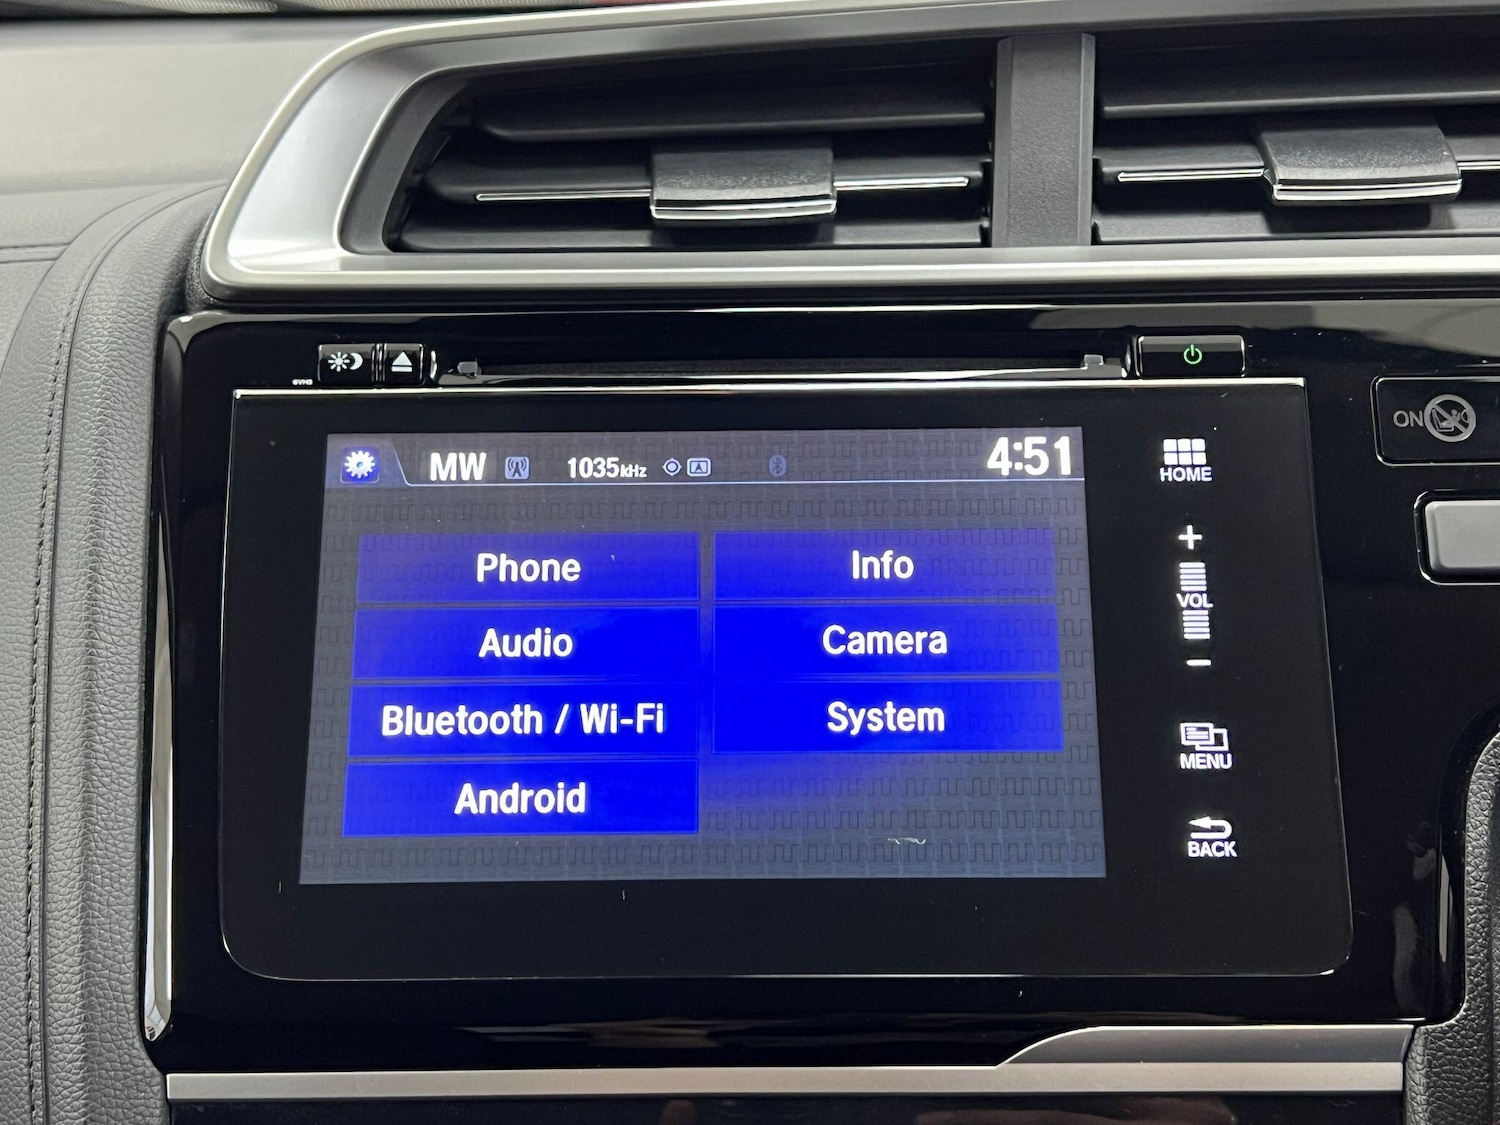 MW 1035kHz 4:51
HOME
ON
Phone
Info
VOL
Audio
Camera
Bluetooth / Wi-Fi
System
MENU
Android
BACK